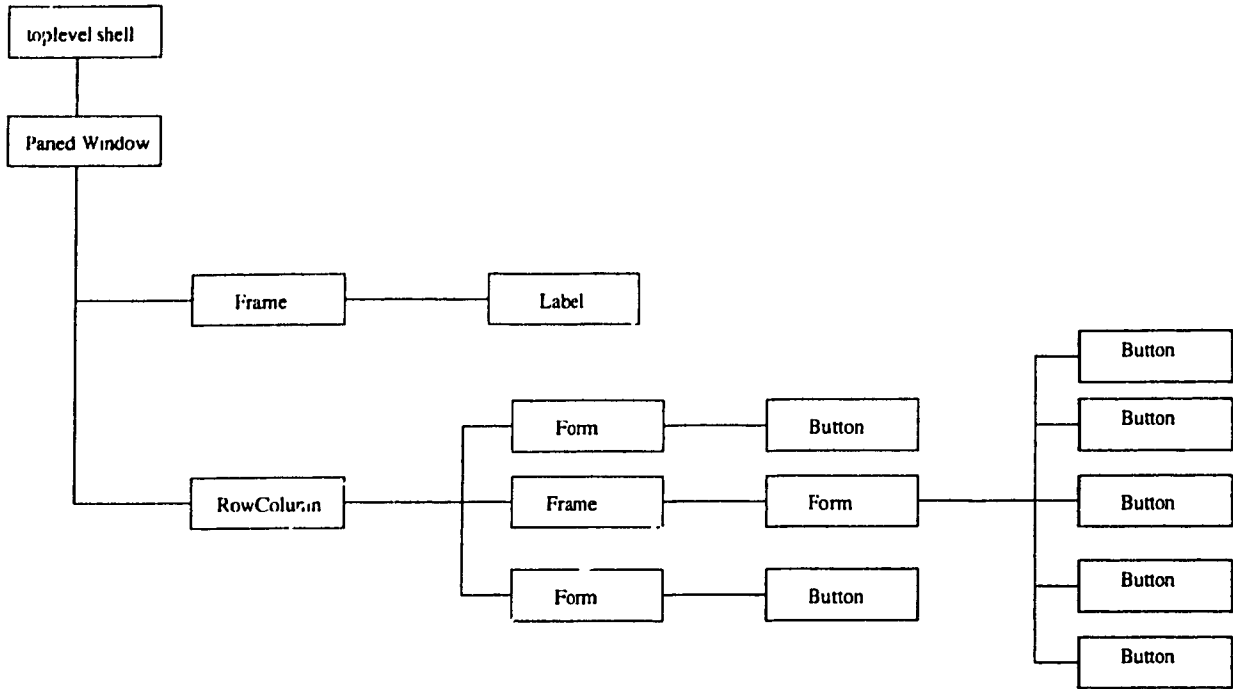 toplevel shell
Paned Window
Frame
Label
Button
Form
Button
Button
RowColumn
Frame
Form
Button
Form
Button
Button
Button